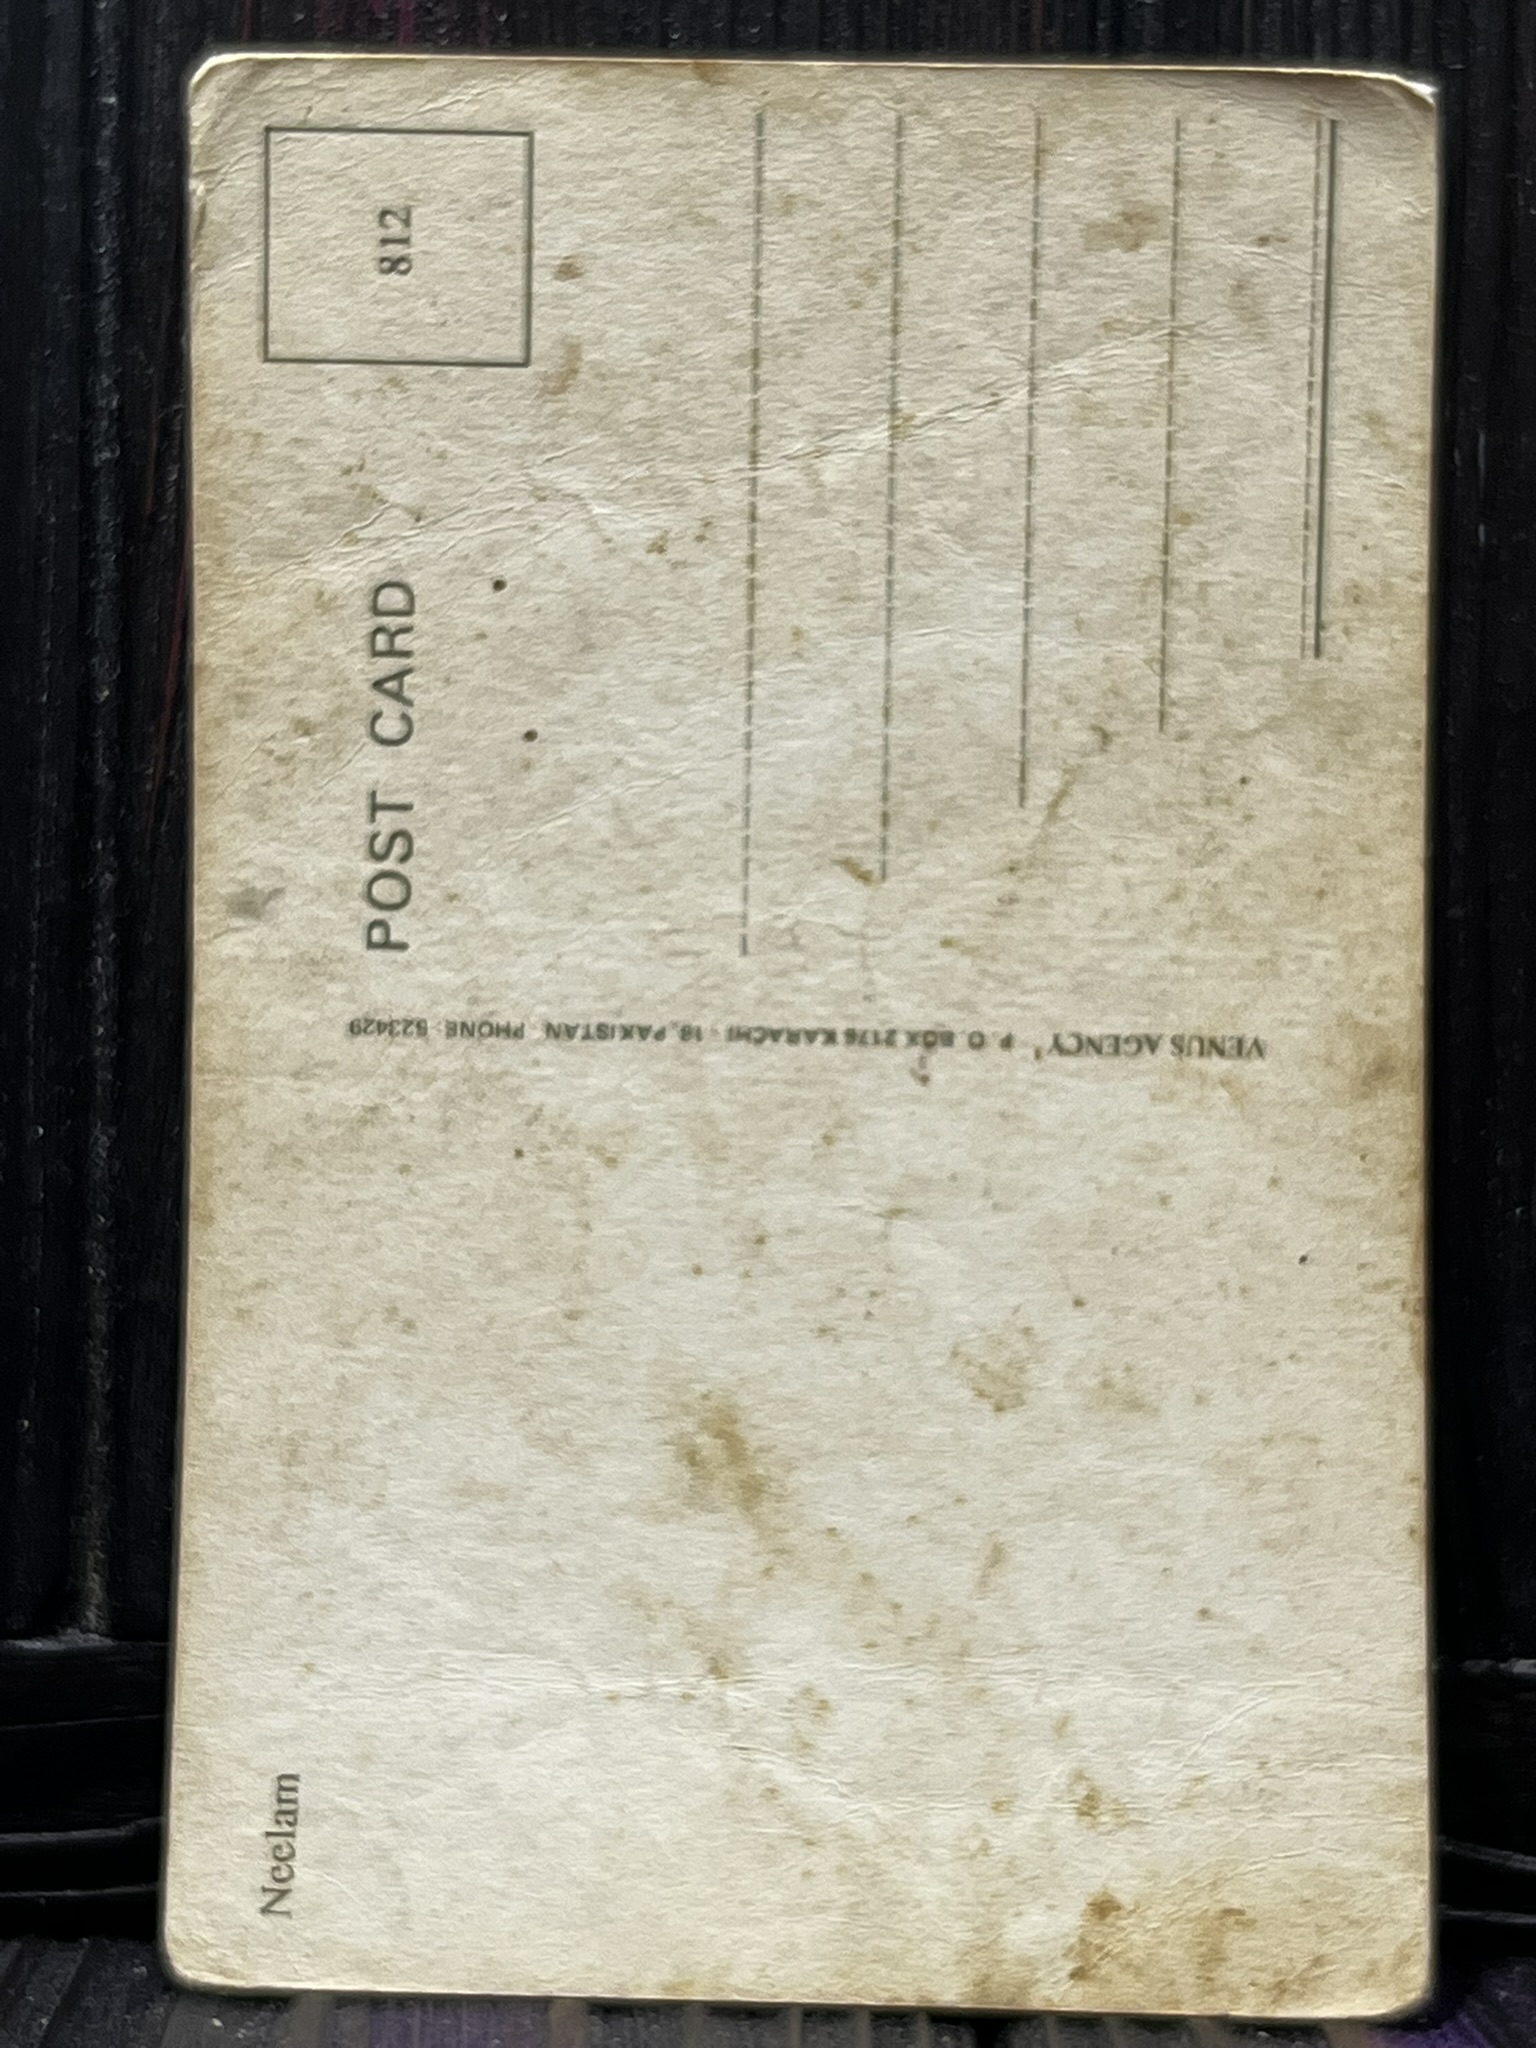 Neelam
POST CARD
812
VENUS AGENCY, P. O. BOX 2176 KARACHI - 18, PAKISTAN PHONE: 523429